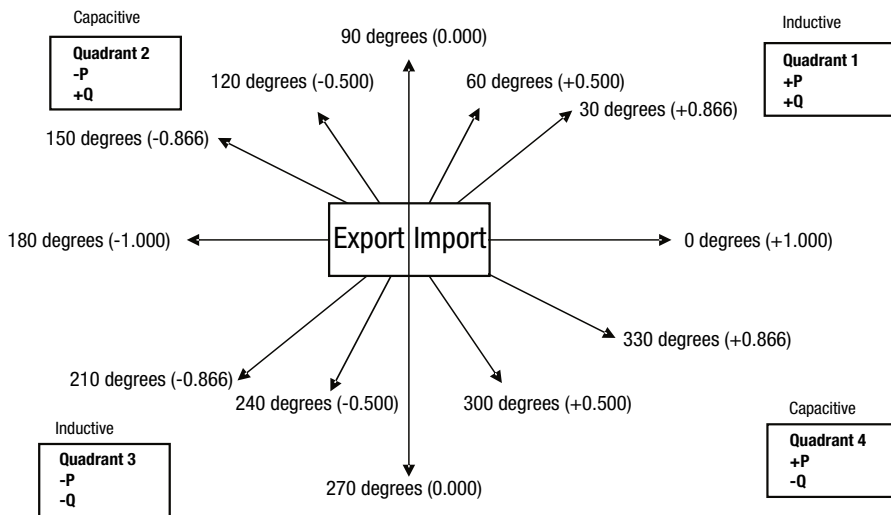 Capacitive
Inductive
Quadrant 2
-P
+Q
90 degrees (0.000)
Quadrant 1
+P
+Q
120 degrees (-0.500)
60 degrees (+0.500)
30 degrees (+0.866)
150 degrees (-0.866)
180 degrees (-1.000)
Export
Import
0 degrees (+1.000)
330 degrees (+0.866)
210 degrees (-0.866)
240 degrees (-0.500)
300 degrees (+0.500)
Inductive
Capacitive
Quadrant 3
-P
-Q
Quadrant 4
+P
-Q
270 degrees (0.000)